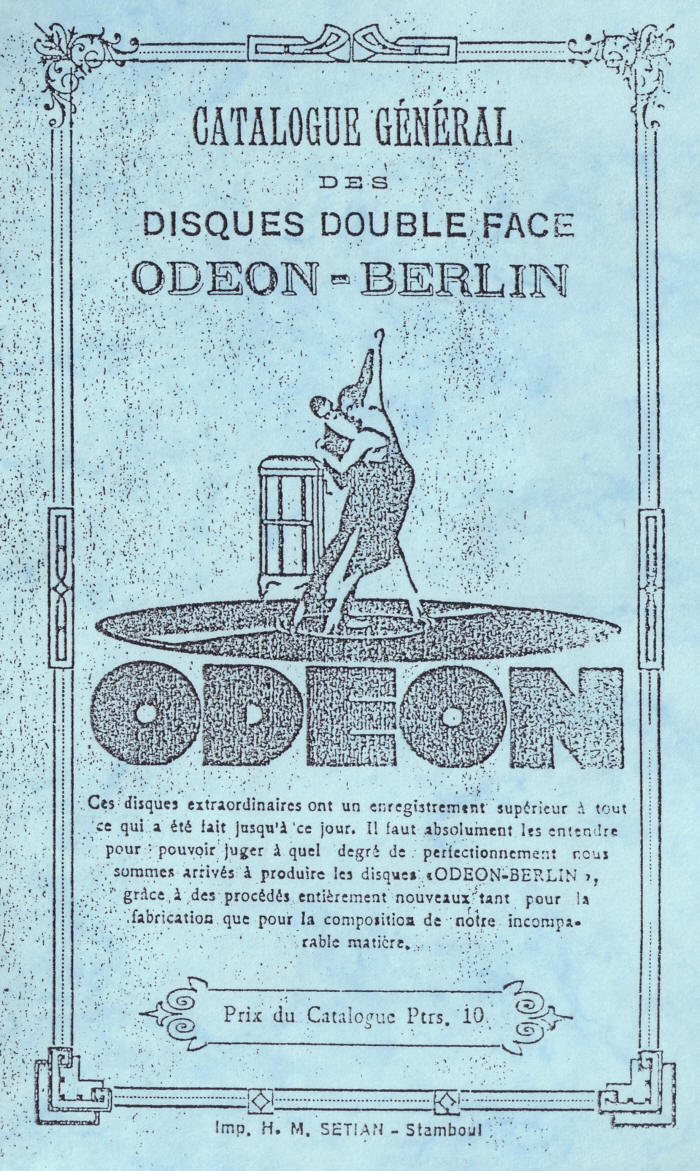 CATALOGUE GÉNÉRAL
DES
DISQUES DOUBLE FACE
ODEON - BERLIN
ODEON
Ces disques extraordinaires ont un enregistrement supérieur à tout
ce qui a été fait jusqu'à ce jour. Il faut absolument les entendre
pour pouvoir juger à quel degré de perfectionnement nous
sommes arrivés à produire les disques «ODEON-BERLIN»,
grâce à des procédés entièrement nouveaux tant pour la
fabrication que pour la composition de notre incompa-
rable matière.
Prix du Catalogue Ptrs. 10
Imp. H. M. SETIAN - Stamboul